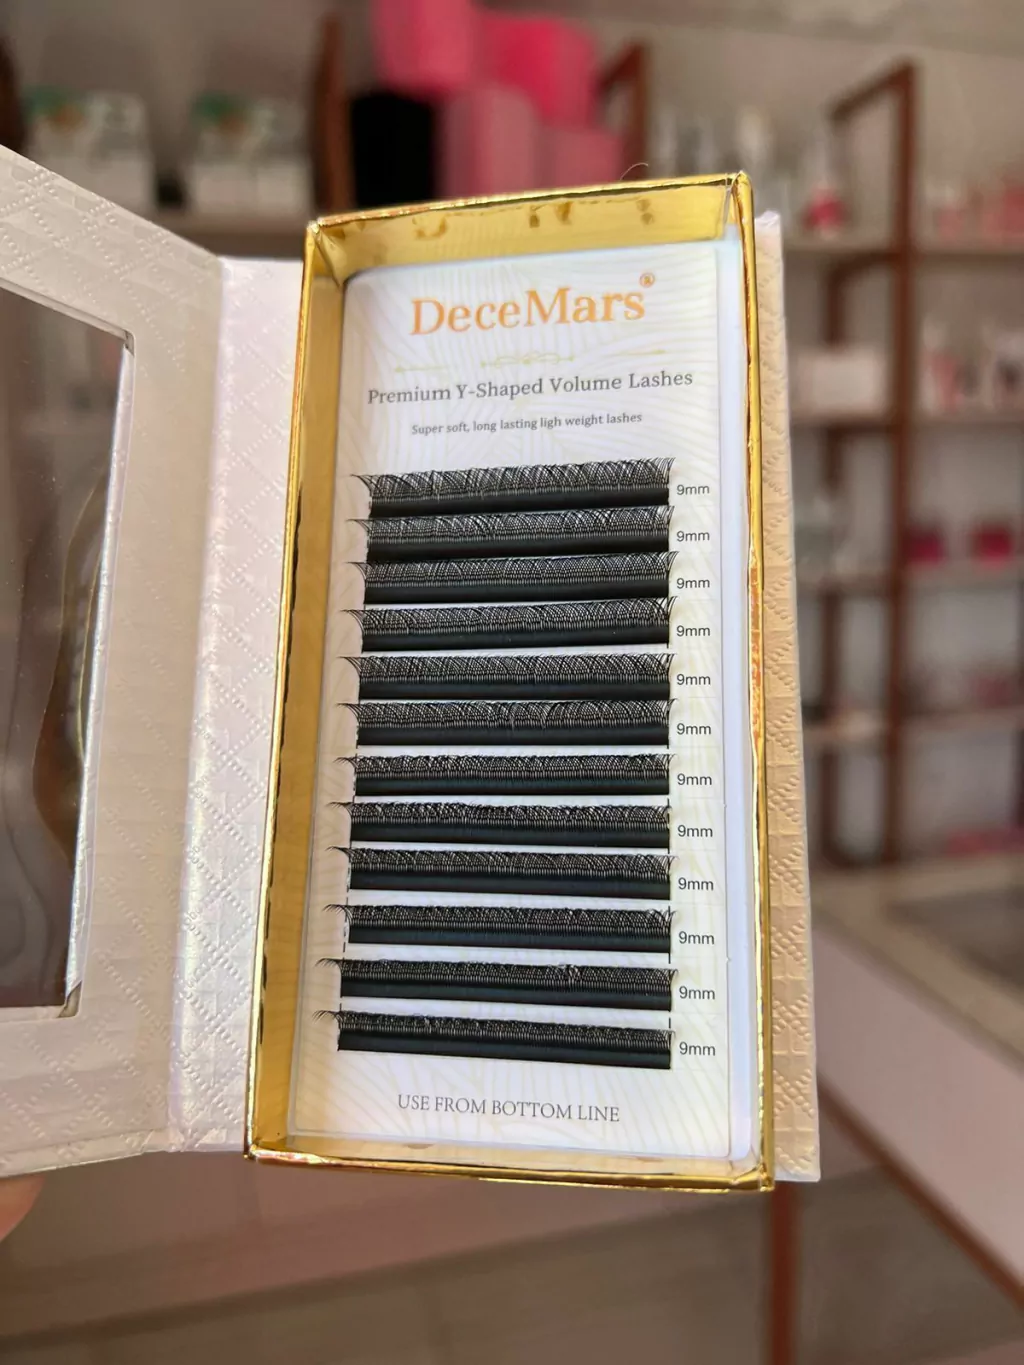 DeceMars®
Premium Y-Shaped Volume Lashes
Super soft, long lasting ligh weight lashes
9mm
9mm
9mm
9mm
9mm
9mm
9mm
9mm
9mm
9mm
9mm
9mm
USE FROM BOTTOM LINE